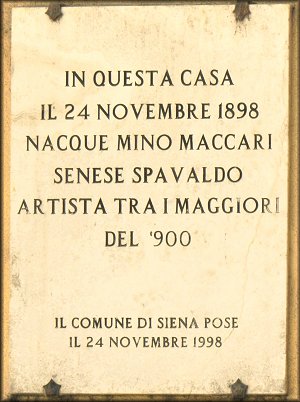 IN QUESTA CASA
IL 24 NOVEMBRE 1898
NACQUE MINO MACCARI
SENESE SPAVALDO
ARTISTA TRA I MAGGIORI
DEL '900
IL COMUNE DI SIENA POSE
IL 24 NOVEMBRE 1998